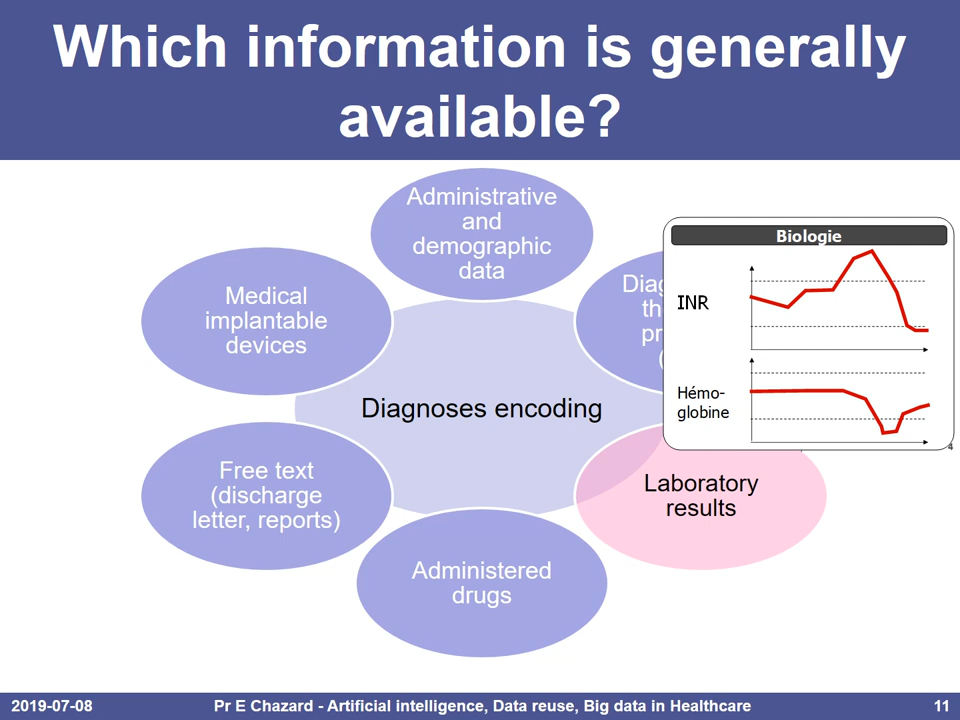 Which information is generally
available?
Administrative
and
demographic
data
Biologie
INR
Hémo-
globine
4
Medical
implantable
devices
Diagnoses encoding
Free text
(discharge
letter, reports)
Laboratory
results
Administered
drugs
2019-07-08
Pr E Chazard - Artificial intelligence, Data reuse, Big data in Healthcare
11